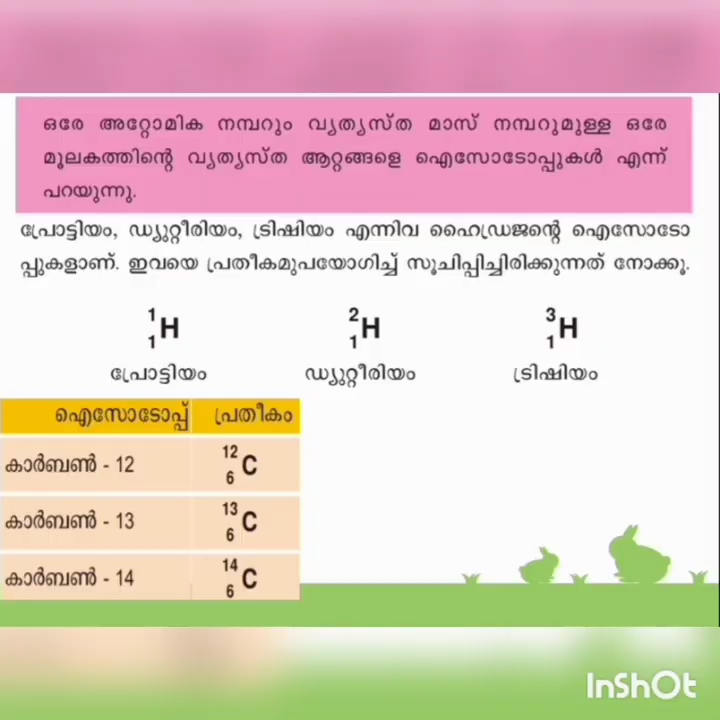 ഒരേ അറ്റോമിക നമ്പറും വ്യത്യസ്ത മാസ് നമ്പറുമുള്ള ഒരേ
മൂലകത്തിന്റെ വ്യത്യസ്ത ആറ്റങ്ങളെ ഐസോടോപ്പുകൾ എന്ന്
പറയുന്നു.
പ്രോട്ടിയം, ഡ്യുറ്റീരിയം, ട്രിഷിയം എന്നിവ ഹൈഡ്രജന്റെ ഐസോടോ
പ്പുകളാണ്. ഇവയെ പ്രതീകമുപയോഗിച്ച് സൂചിപ്പിച്ചിരിക്കുന്നത് നോക്കൂ.
¹₁H ²₁H ³₁H
പ്രോട്ടിയം ഡ്യുറ്റീരിയം ട്രിഷിയം
ഐസോടോപ്പ് പ്രതീകം
കാർബൺ - 12 ¹²₆C
കാർബൺ - 13 ¹³₆C
കാർബൺ - 14 ¹⁴₆C
InShOt